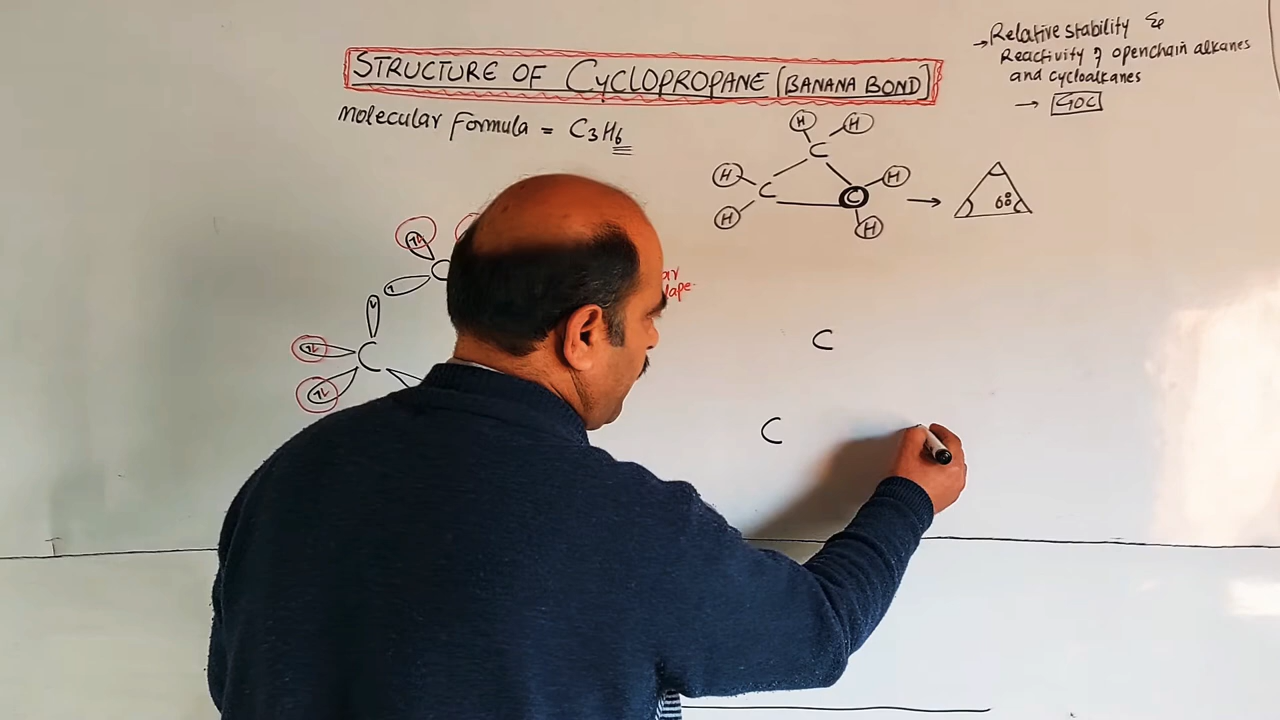 → Relative stability &
Reactivity of openchain alkanes
and cycloalkanes
→ GOC
STRUCTURE OF CYCLOPROPANE (BANANA BOND)
Molecular Formula = C3H6
H H
C
H C C H
H H
60°
C
C
C
C